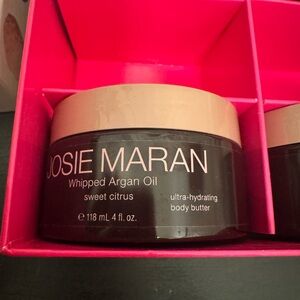 JOSIE MARAN
Whipped Argan Oil
sweet citrus
ultra-hydrating
body butter
℮ 118 mL 4 fl. oz.